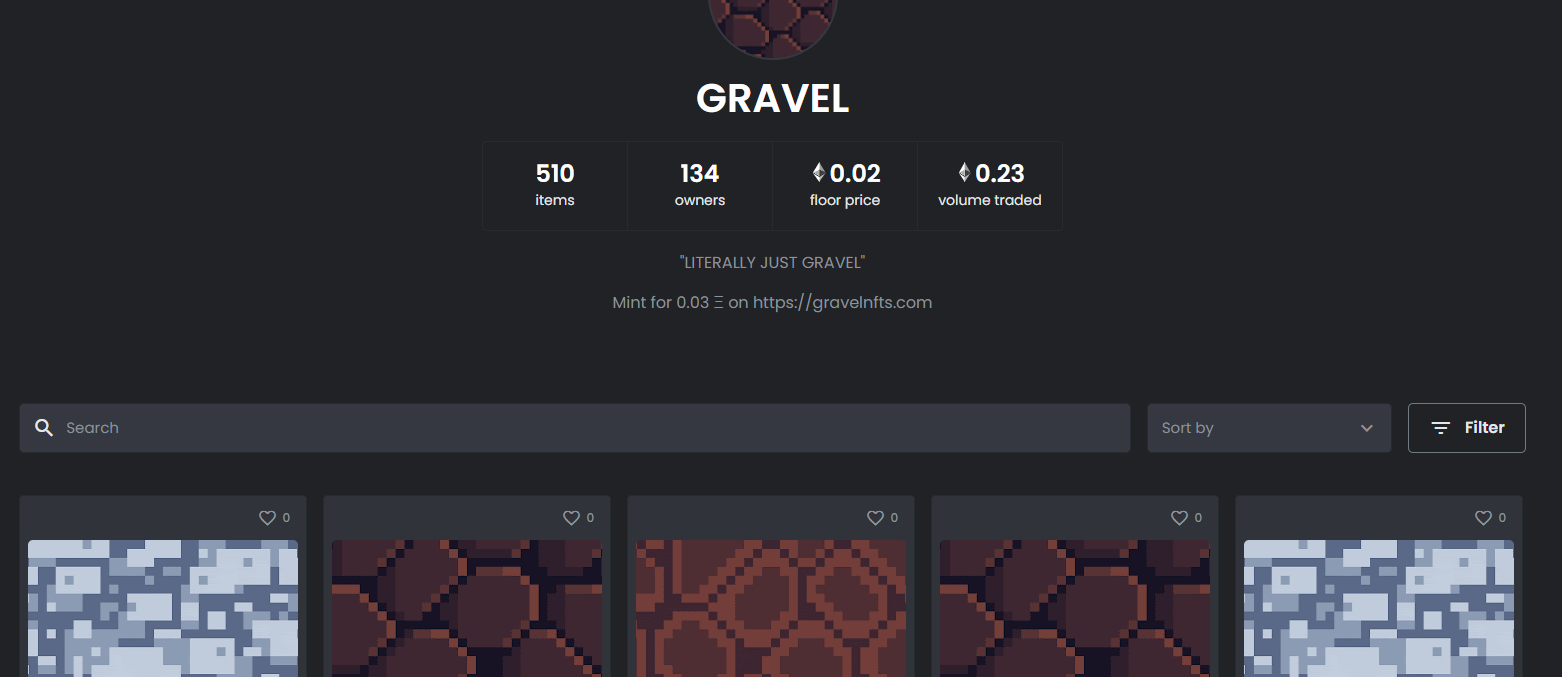 GRAVEL
510 134 0.02 0.23
items owners floor price volume traded
"LITERALLY JUST GRAVEL"
Mint for 0.03 Ξ on https://gravelnfts.com
Search Sort by Filter
0 0 0 0 0